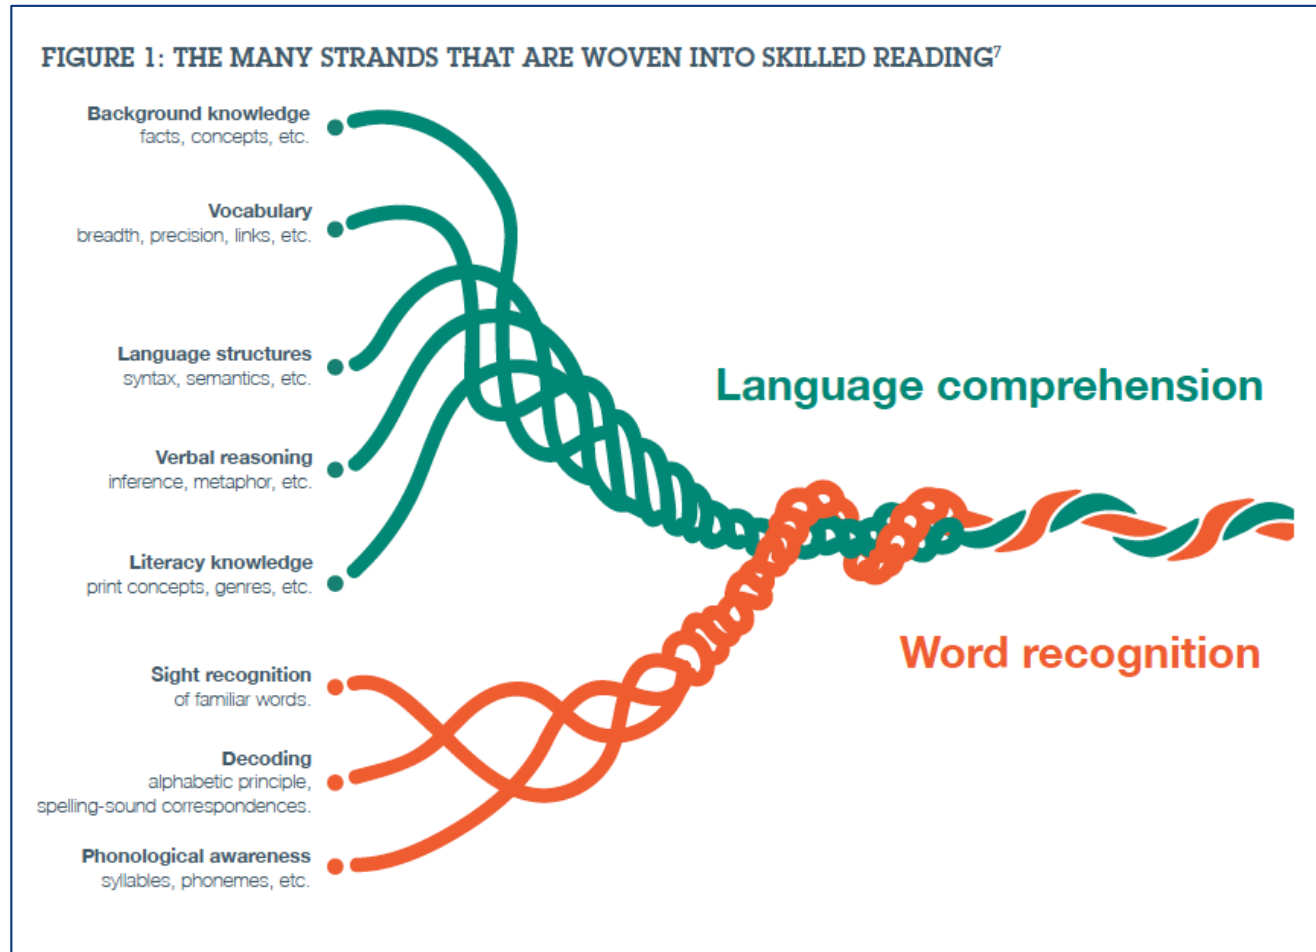 FIGURE 1: THE MANY STRANDS THAT ARE WOVEN INTO SKILLED READING⁷
Background knowledge
facts, concepts, etc.
Vocabulary
breadth, precision, links, etc.
Language structures
syntax, semantics, etc.
Verbal reasoning
inference, metaphor, etc.
Literacy knowledge
print concepts, genres, etc.
Language comprehension
Sight recognition
of familiar words.
Decoding
alphabetic principle,
spelling-sound correspondences.
Phonological awareness
syllables, phonemes, etc.
Word recognition